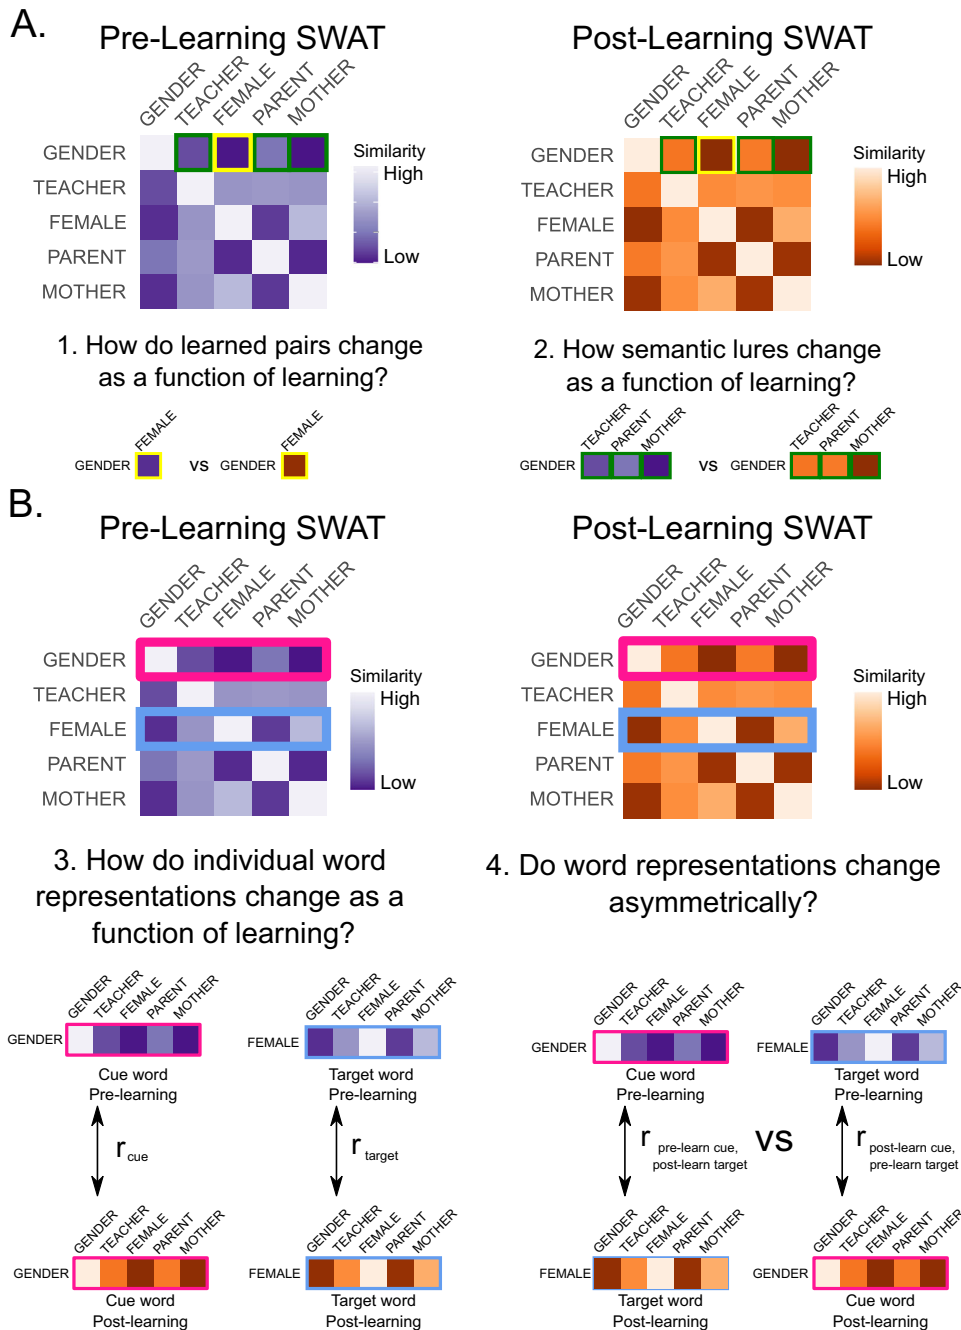 A.
Pre-Learning SWAT
GENDER TEACHER FEMALE PARENT MOTHER
GENDER
TEACHER
FEMALE
PARENT
MOTHER
Similarity
High
Low
Post-Learning SWAT
GENDER TEACHER FEMALE PARENT MOTHER
GENDER
TEACHER
FEMALE
PARENT
MOTHER
Similarity
High
Low
1. How do learned pairs change
as a function of learning?
FEMALE
GENDER
vs
FEMALE
GENDER
2. How semantic lures change
as a function of learning?
TEACHER PARENT MOTHER
GENDER
vs
TEACHER PARENT MOTHER
GENDER
B.
Pre-Learning SWAT
GENDER TEACHER FEMALE PARENT MOTHER
GENDER
TEACHER
FEMALE
PARENT
MOTHER
Similarity
High
Low
Post-Learning SWAT
GENDER TEACHER FEMALE PARENT MOTHER
GENDER
TEACHER
FEMALE
PARENT
MOTHER
Similarity
High
Low
3. How do individual word
representations change as a
function of learning?
GENDER TEACHER FEMALE PARENT MOTHER
GENDER
Cue word
Pre-learning
r cue
GENDER TEACHER FEMALE PARENT MOTHER
GENDER
Cue word
Post-learning
GENDER TEACHER FEMALE PARENT MOTHER
FEMALE
Target word
Pre-learning
r target
GENDER TEACHER FEMALE PARENT MOTHER
FEMALE
Target word
Post-learning
4. Do word representations change
asymmetrically?
GENDER TEACHER FEMALE PARENT MOTHER
GENDER
Cue word
Pre-learning
r pre-learn cue,
post-learn target
GENDER TEACHER FEMALE PARENT MOTHER
FEMALE
Target word
Post-learning
vs
GENDER TEACHER FEMALE PARENT MOTHER
FEMALE
Target word
Pre-learning
r post-learn cue,
pre-learn target
GENDER TEACHER FEMALE PARENT MOTHER
GENDER
Cue word
Post-learning